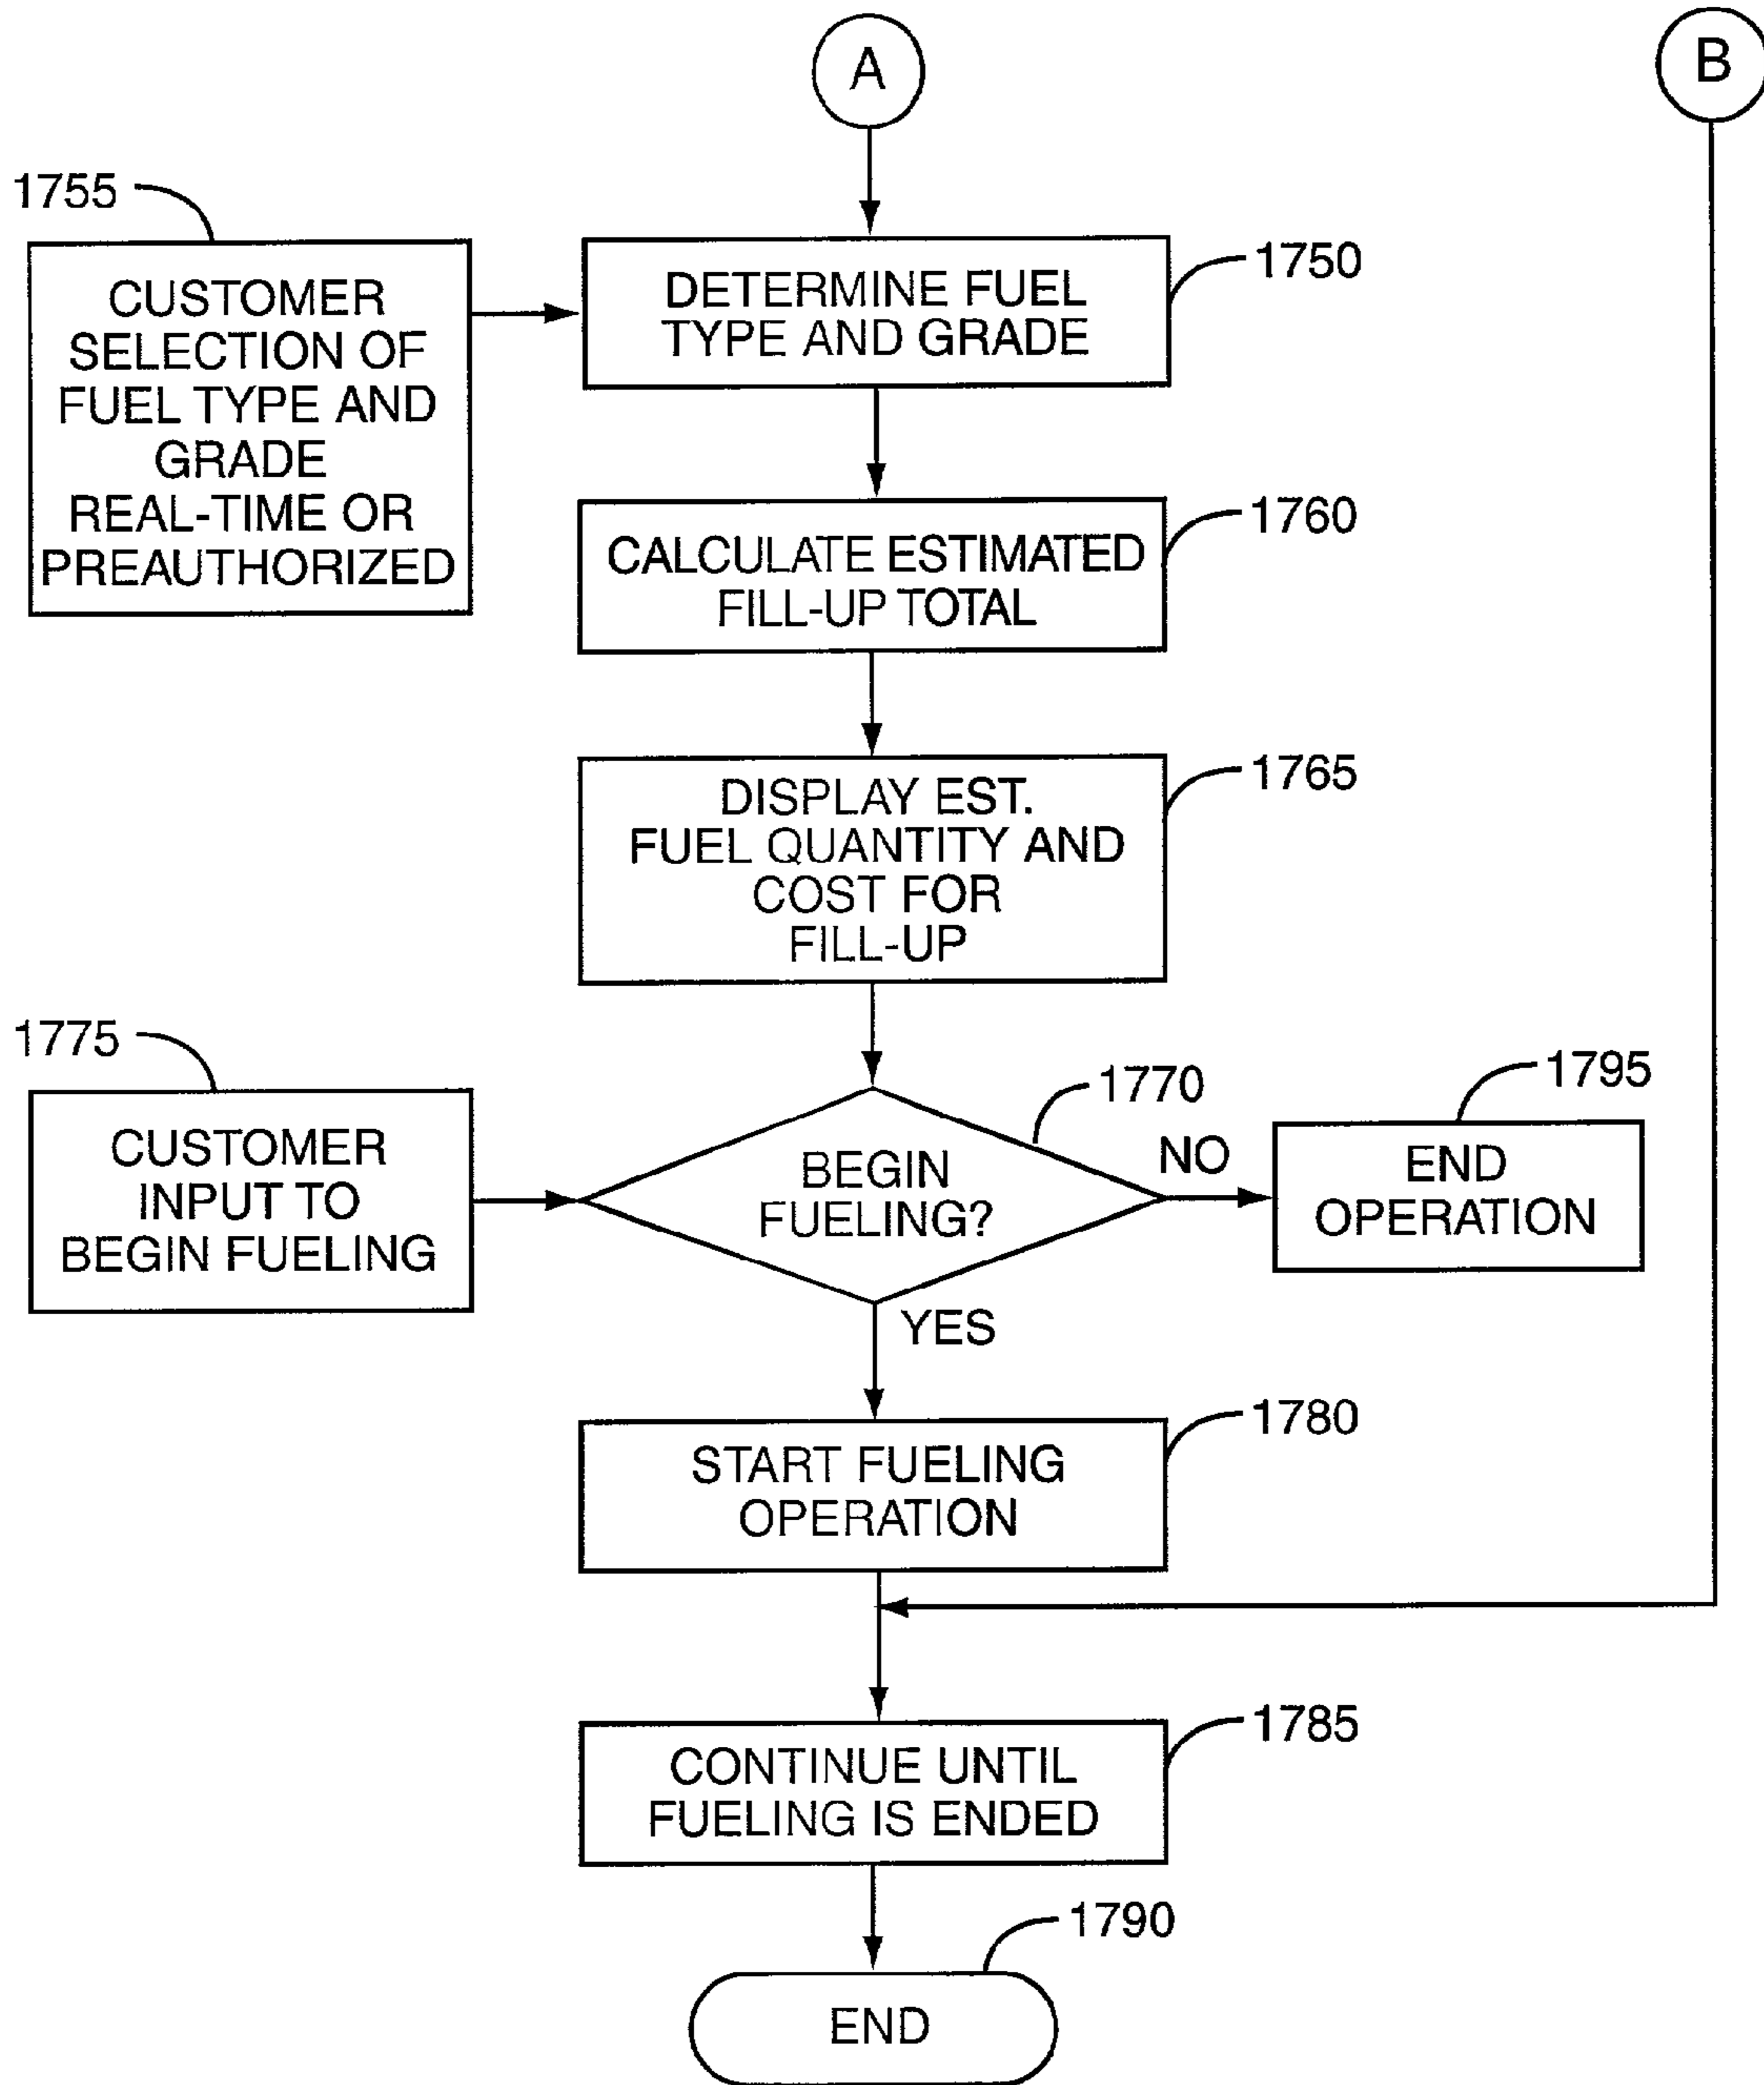 A
B
1755
CUSTOMER
SELECTION OF
FUEL TYPE AND
GRADE
REAL-TIME OR
PREAUTHORIZED
DETERMINE FUEL
TYPE AND GRADE
1750
CALCULATE ESTIMATED
FILL-UP TOTAL
1760
DISPLAY EST.
FUEL QUANTITY AND
COST FOR
FILL-UP
1765
1775
CUSTOMER
INPUT TO
BEGIN FUELING
BEGIN
FUELING?
1770
NO
1795
END
OPERATION
YES
START FUELING
OPERATION
1780
CONTINUE UNTIL
FUELING IS ENDED
1785
END
1790